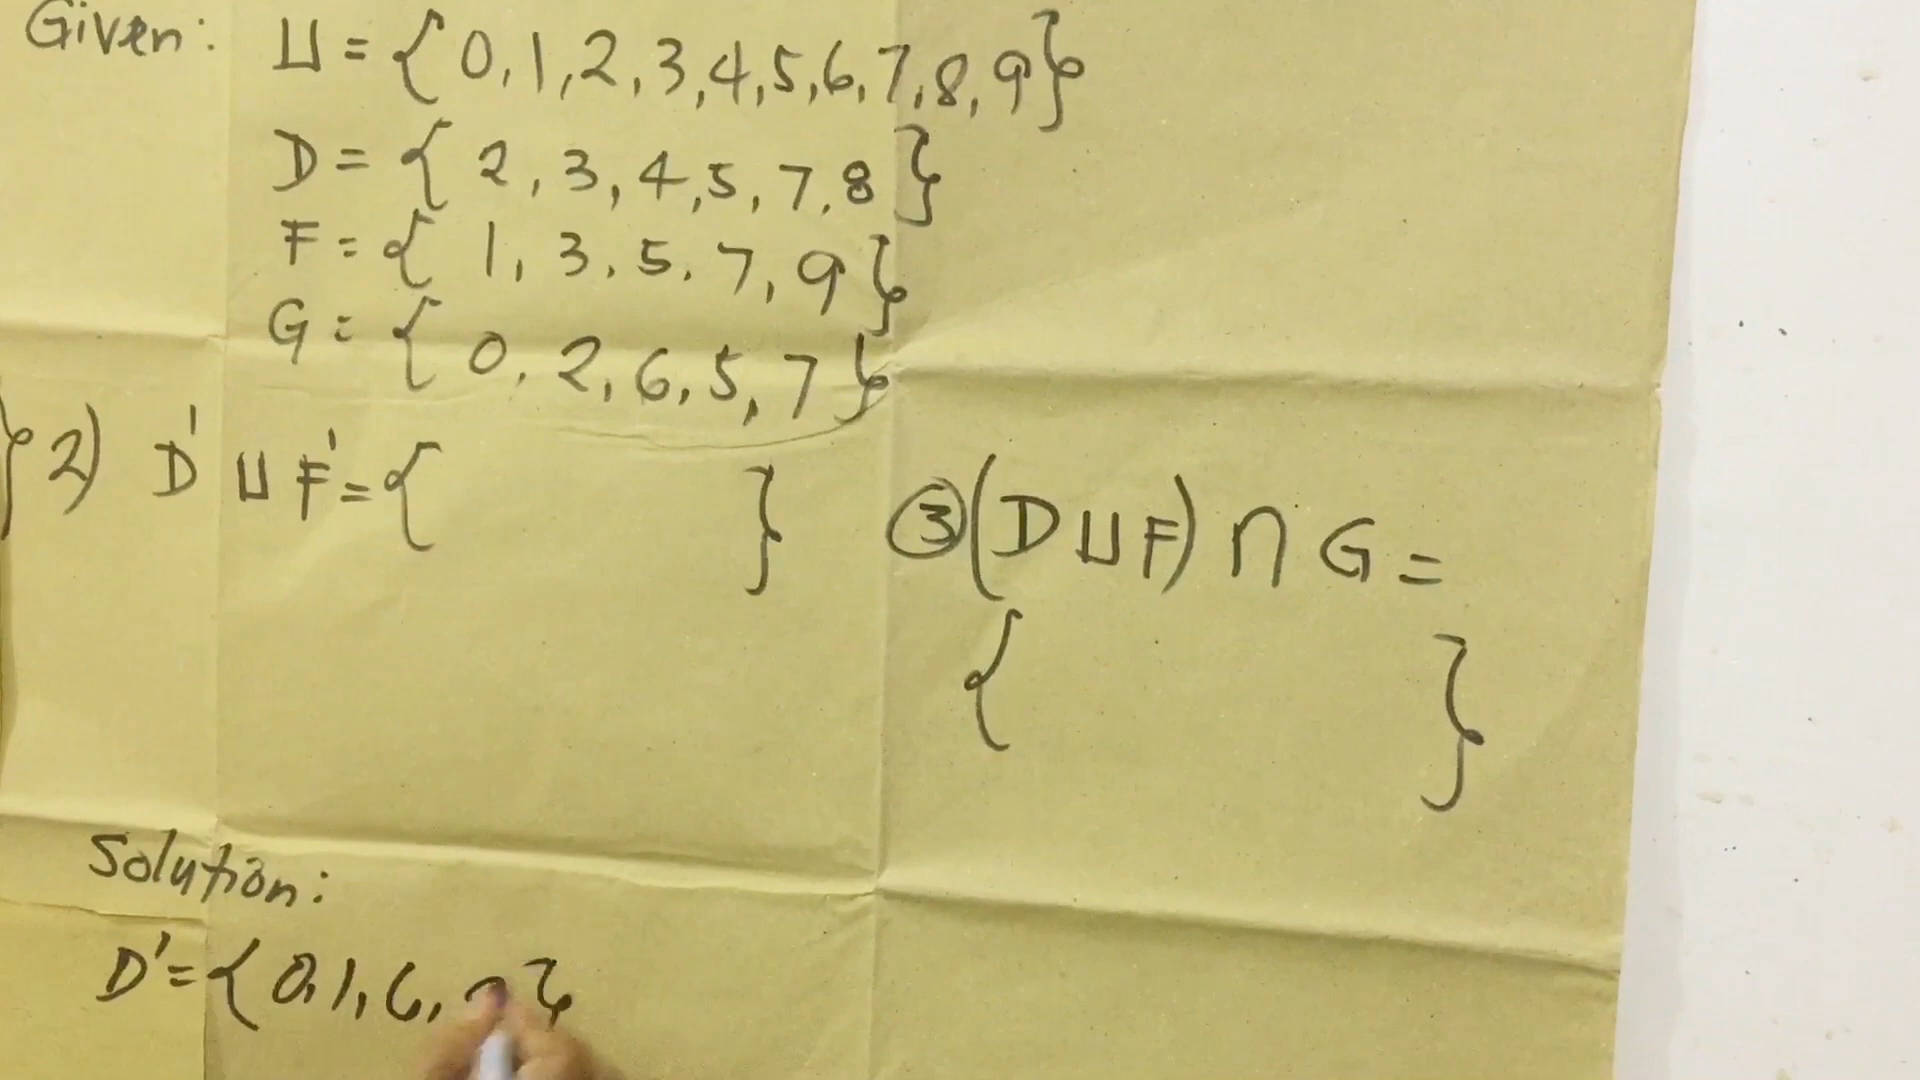 Given: U = { 0, 1, 2, 3, 4, 5, 6, 7, 8, 9 }
D = { 2, 3, 4, 5, 7, 8 }
F = { 1, 3, 5, 7, 9 }
G = { 0, 2, 6, 5, 7 }
} 2) D' U F' = { }
③ (D U F) ∩ G =
{ }
Solution:
D' = { 0, 1, 6, }